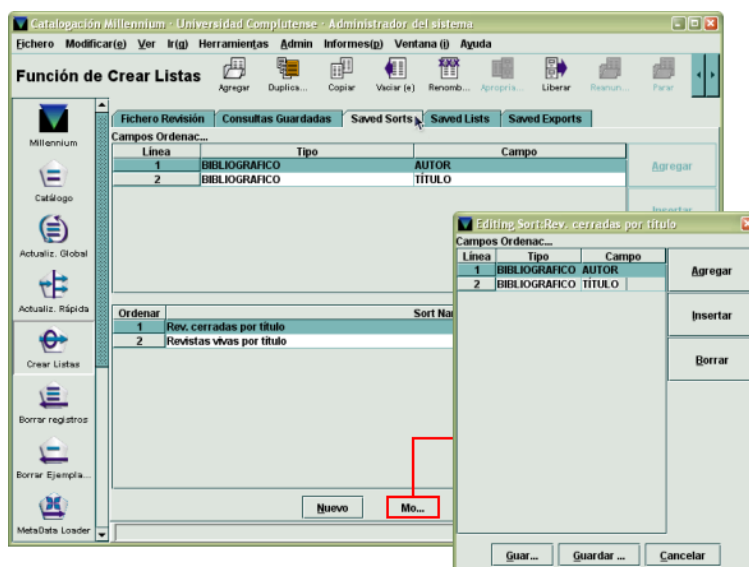 Catalogación Millennium · Universidad Complutense · Administrador del sistema
Fichero Modificar(e) Ver Ir(g) Herramientas Admin Informes(p) Ventana (i) Ayuda
Función de Crear Listas
Agregar Duplica... Copiar Vaciar (e) Renomb... Apropria... Liberar Reanun... Parar
Millennium
Catálogo
Actualiz. Global
Actualiz. Rápida
Crear Listas
Borrar registros
Borrar Ejempla...
MetaData Loader
Fichero Revisión Consultas Guardadas Saved Sorts Saved Lists Saved Exports
Campos Ordenac...
Línea Tipo Campo
1 BIBLIOGRAFICO AUTOR
2 BIBLIOGRAFICO TÍTULO
Agregar
Insertar
Ordenar Sort Na
1 Rev. cerradas por título
2 Revistas vivas por título
Nuevo Mo...
Editing Sort:Rev. cerradas por título
Campos Ordenac...
Línea Tipo Campo
1 BIBLIOGRAFICO AUTOR
2 BIBLIOGRAFICO TÍTULO
Agregar
Insertar
Borrar
Guar... Guardar ... Cancelar